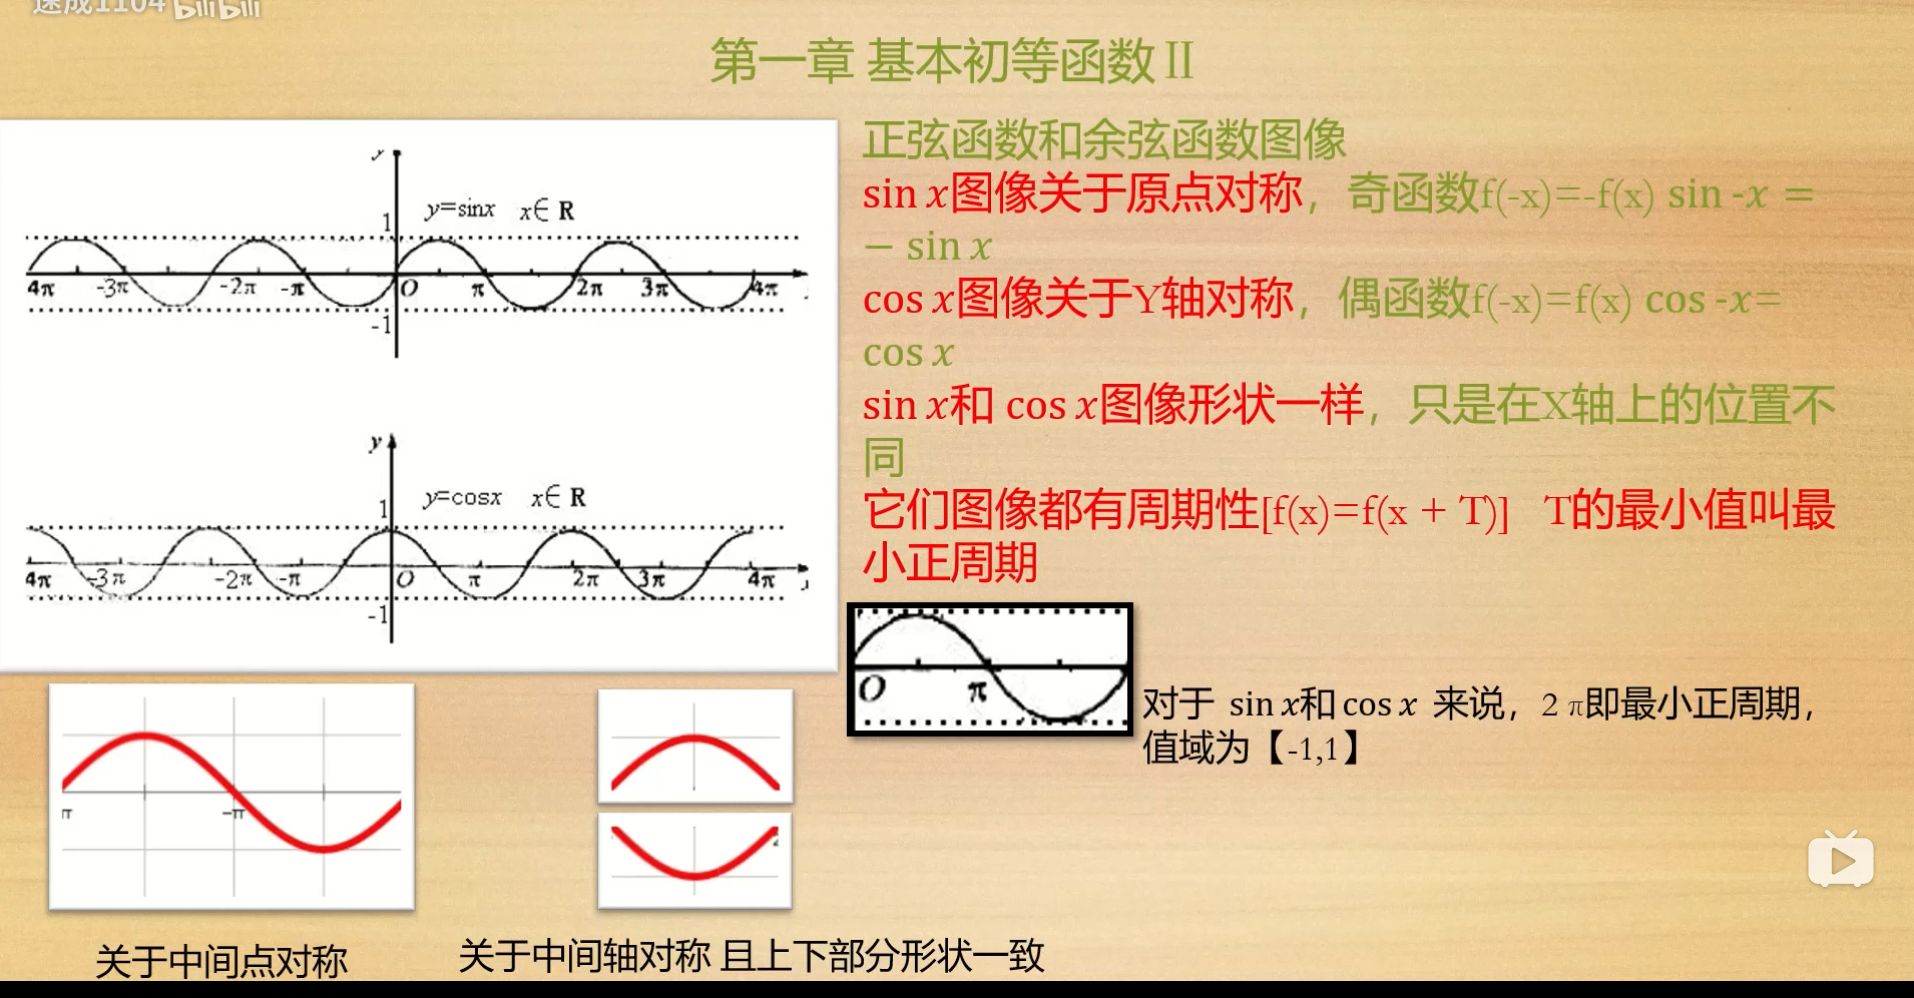 速成1104 bilibili
第一章 基本初等函数 II
正弦函数和余弦函数图像
sin x图像关于原点对称，奇函数f(-x)=-f(x) sin -x =
− sin x
cos x图像关于Y轴对称，偶函数f(-x)=f(x) cos -x=
cos x
sin x和 cos x图像形状一样，只是在X轴上的位置不
同
它们图像都有周期性[f(x)=f(x + T)] T的最小值叫最
小正周期
y
y=sinx x∈ R
1
4π -3π -2π -π O π 2π 3π 4π
-1
y
y=cosx x∈ R
1
4π -3π -2π -π O π 2π 3π 4π
-1
O π
对于 sin x和 cos x 来说，2 π即最小正周期，
值域为【-1,1】
π -π
2
关于中间点对称
关于中间轴对称 且上下部分形状一致